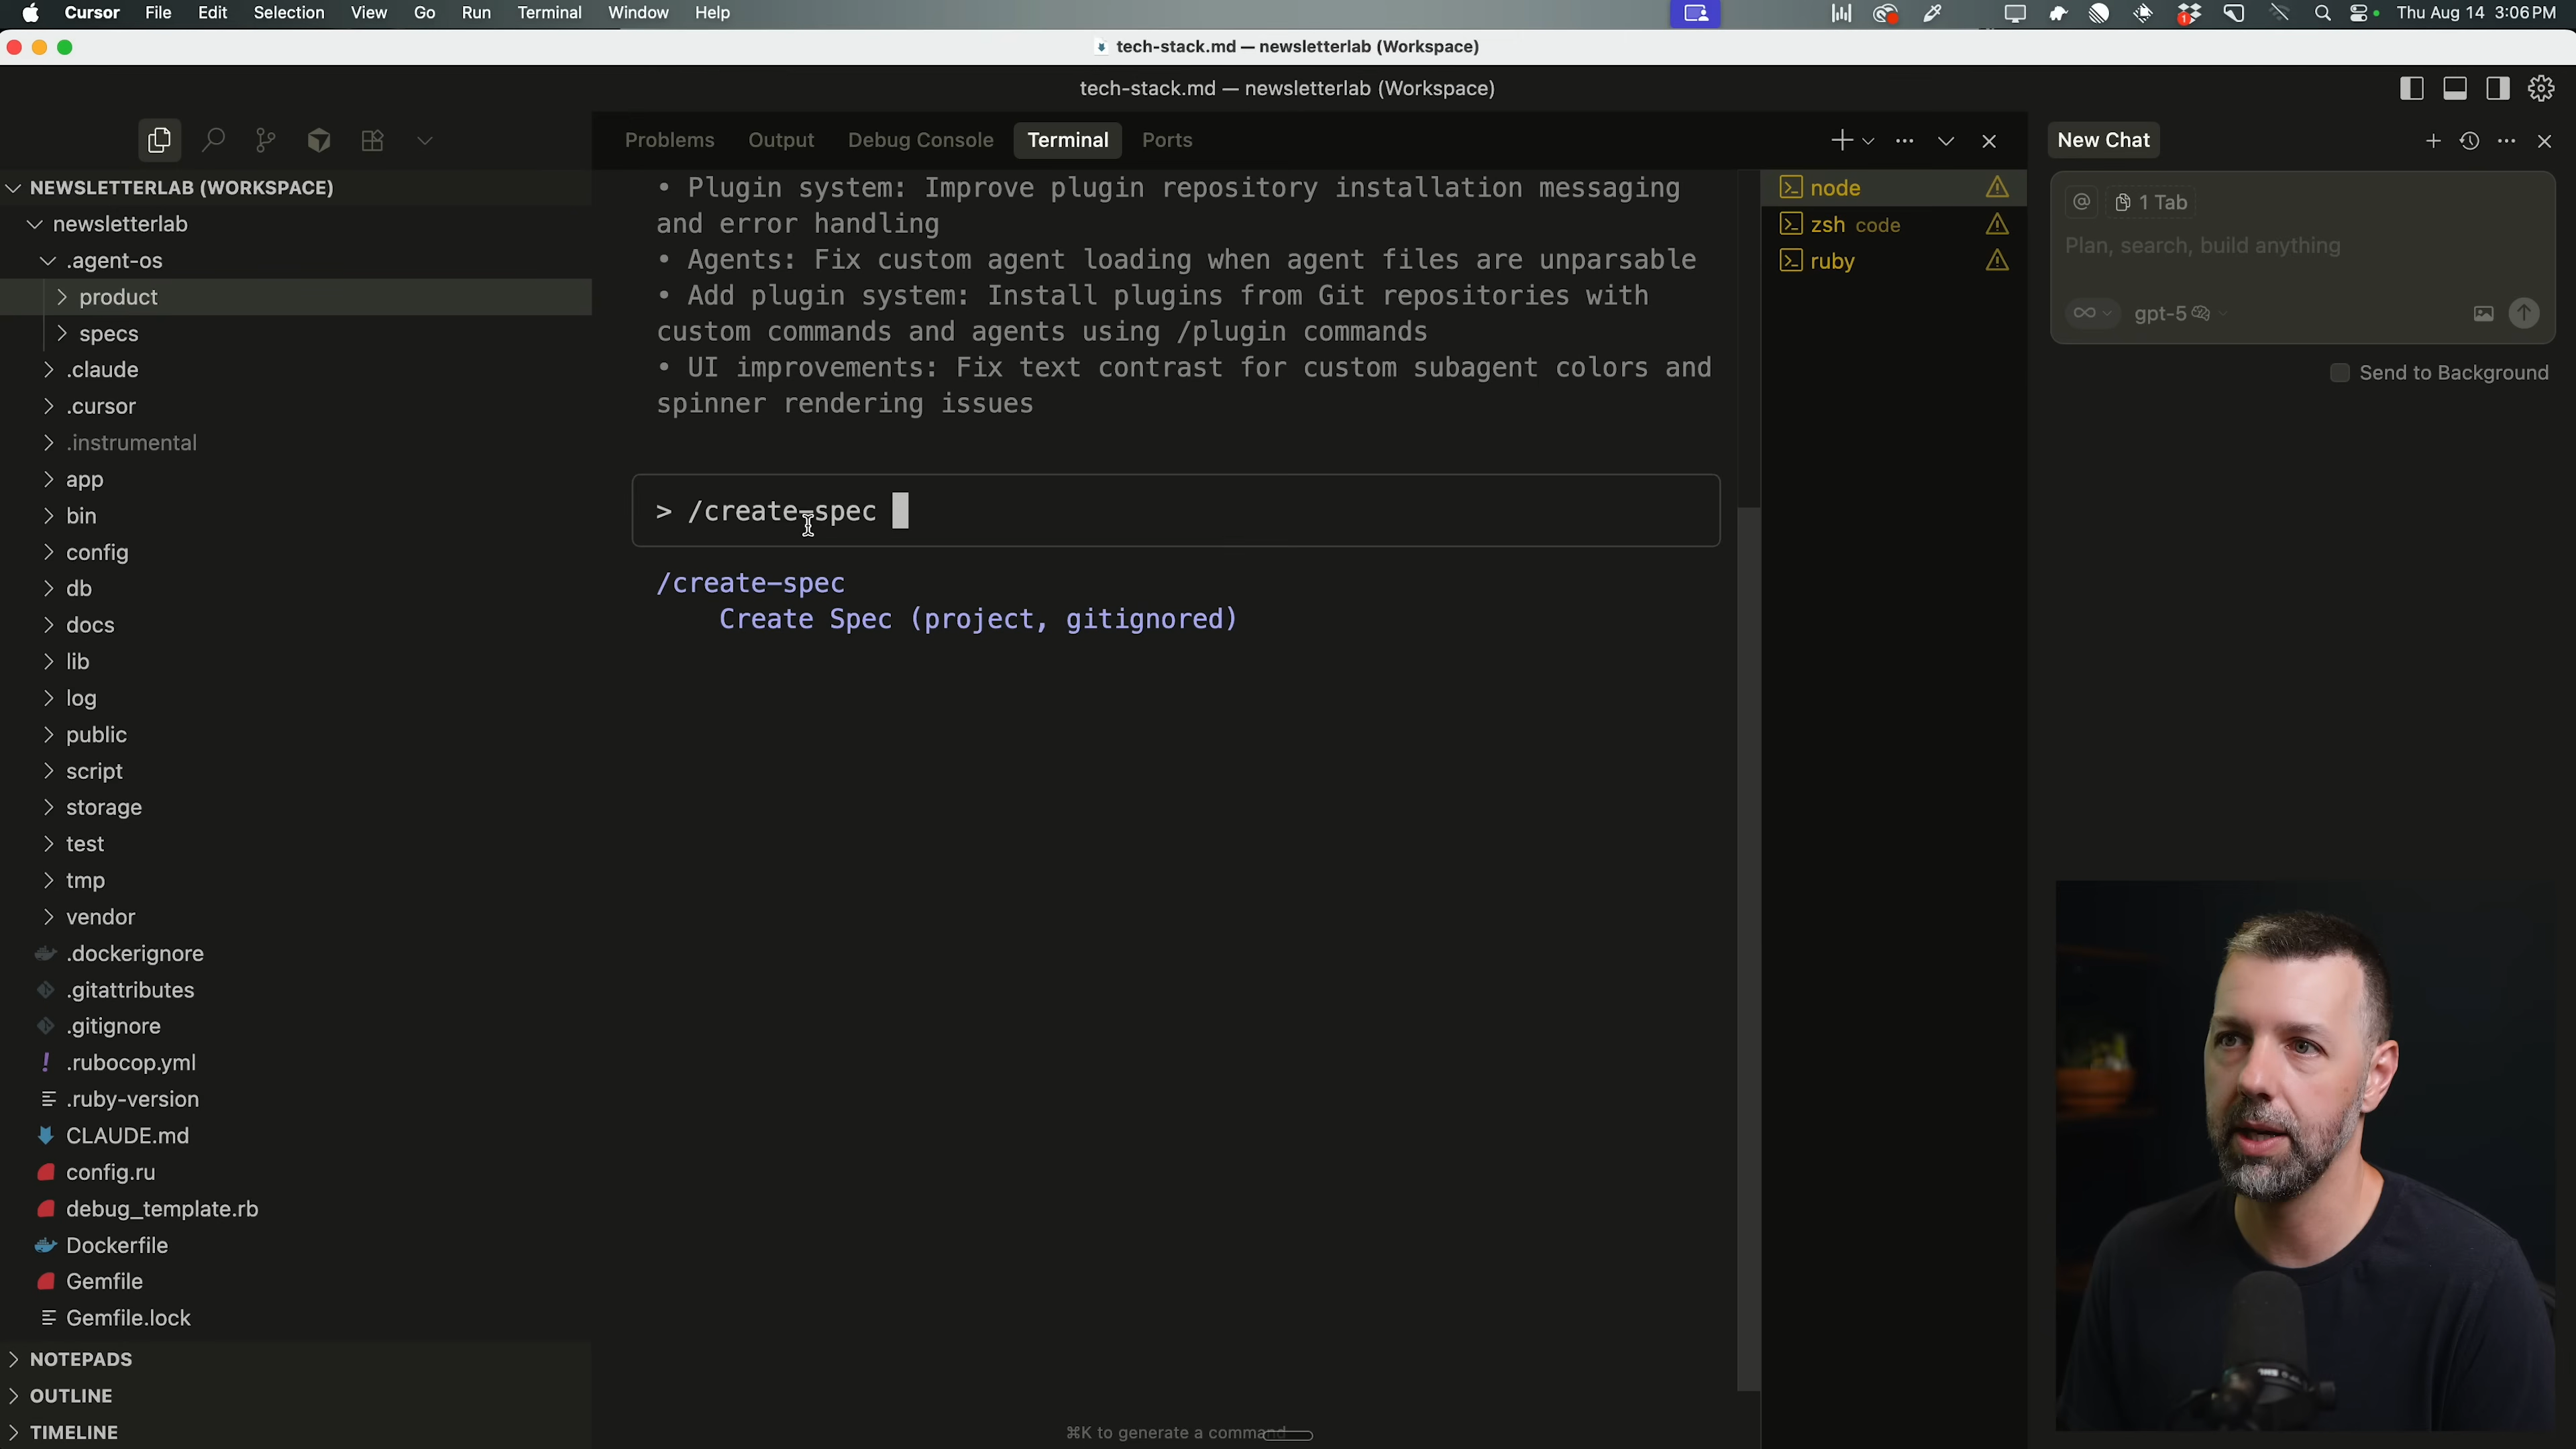 Cursor File Edit Selection View Go Run Terminal Window Help
1
Thu Aug 14 3:06 PM
tech-stack.md — newsletterlab (Workspace)
tech-stack.md — newsletterlab (Workspace)
NEWSLETTERLAB (WORKSPACE)
newsletterlab
.agent-os
product
specs
.claude
.cursor
.instrumental
app
bin
config
db
docs
lib
log
public
script
storage
test
tmp
vendor
.dockerignore
.gitattributes
.gitignore
.rubocop.yml
.ruby-version
CLAUDE.md
config.ru
debug_template.rb
Dockerfile
Gemfile
Gemfile.lock
NOTEPADS
OUTLINE
TIMELINE
Problems Output Debug Console Terminal Ports
• Plugin system: Improve plugin repository installation messaging
and error handling
• Agents: Fix custom agent loading when agent files are unparsable
• Add plugin system: Install plugins from Git repositories with
custom commands and agents using /plugin commands
• UI improvements: Fix text contrast for custom subagent colors and
spinner rendering issues
> /create-spec
/create-spec
Create Spec (project, gitignored)
⌘K to generate a command
node
zsh code
ruby
New Chat
@ 1 Tab
Plan, search, build anything
∞ gpt-5
Send to Background